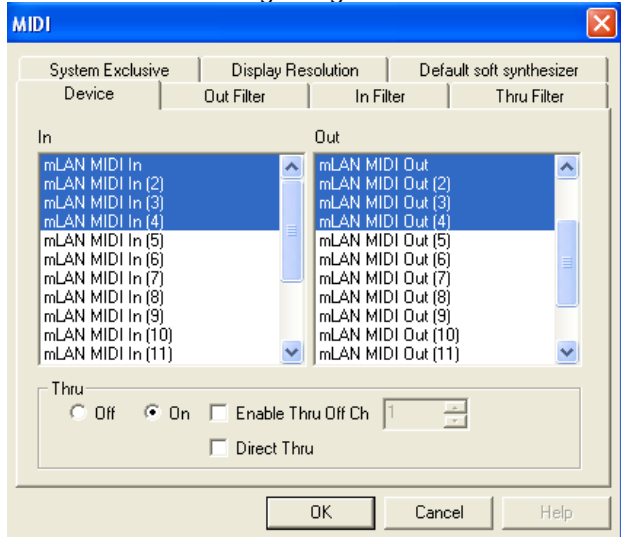 MIDI
System Exclusive Display Resolution Default soft synthesizer
Device Out Filter In Filter Thru Filter
In Out
mLAN MIDI In mLAN MIDI Out
mLAN MIDI In (2) mLAN MIDI Out (2)
mLAN MIDI In (3) mLAN MIDI Out (3)
mLAN MIDI In (4) mLAN MIDI Out (4)
mLAN MIDI In (5) mLAN MIDI Out (5)
mLAN MIDI In (6) mLAN MIDI Out (6)
mLAN MIDI In (7) mLAN MIDI Out (7)
mLAN MIDI In (8) mLAN MIDI Out (8)
mLAN MIDI In (9) mLAN MIDI Out (9)
mLAN MIDI In (10) mLAN MIDI Out (10)
mLAN MIDI In (11) mLAN MIDI Out (11)
Thru
Off On Enable Thru Off Ch 1
Direct Thru
OK Cancel Help